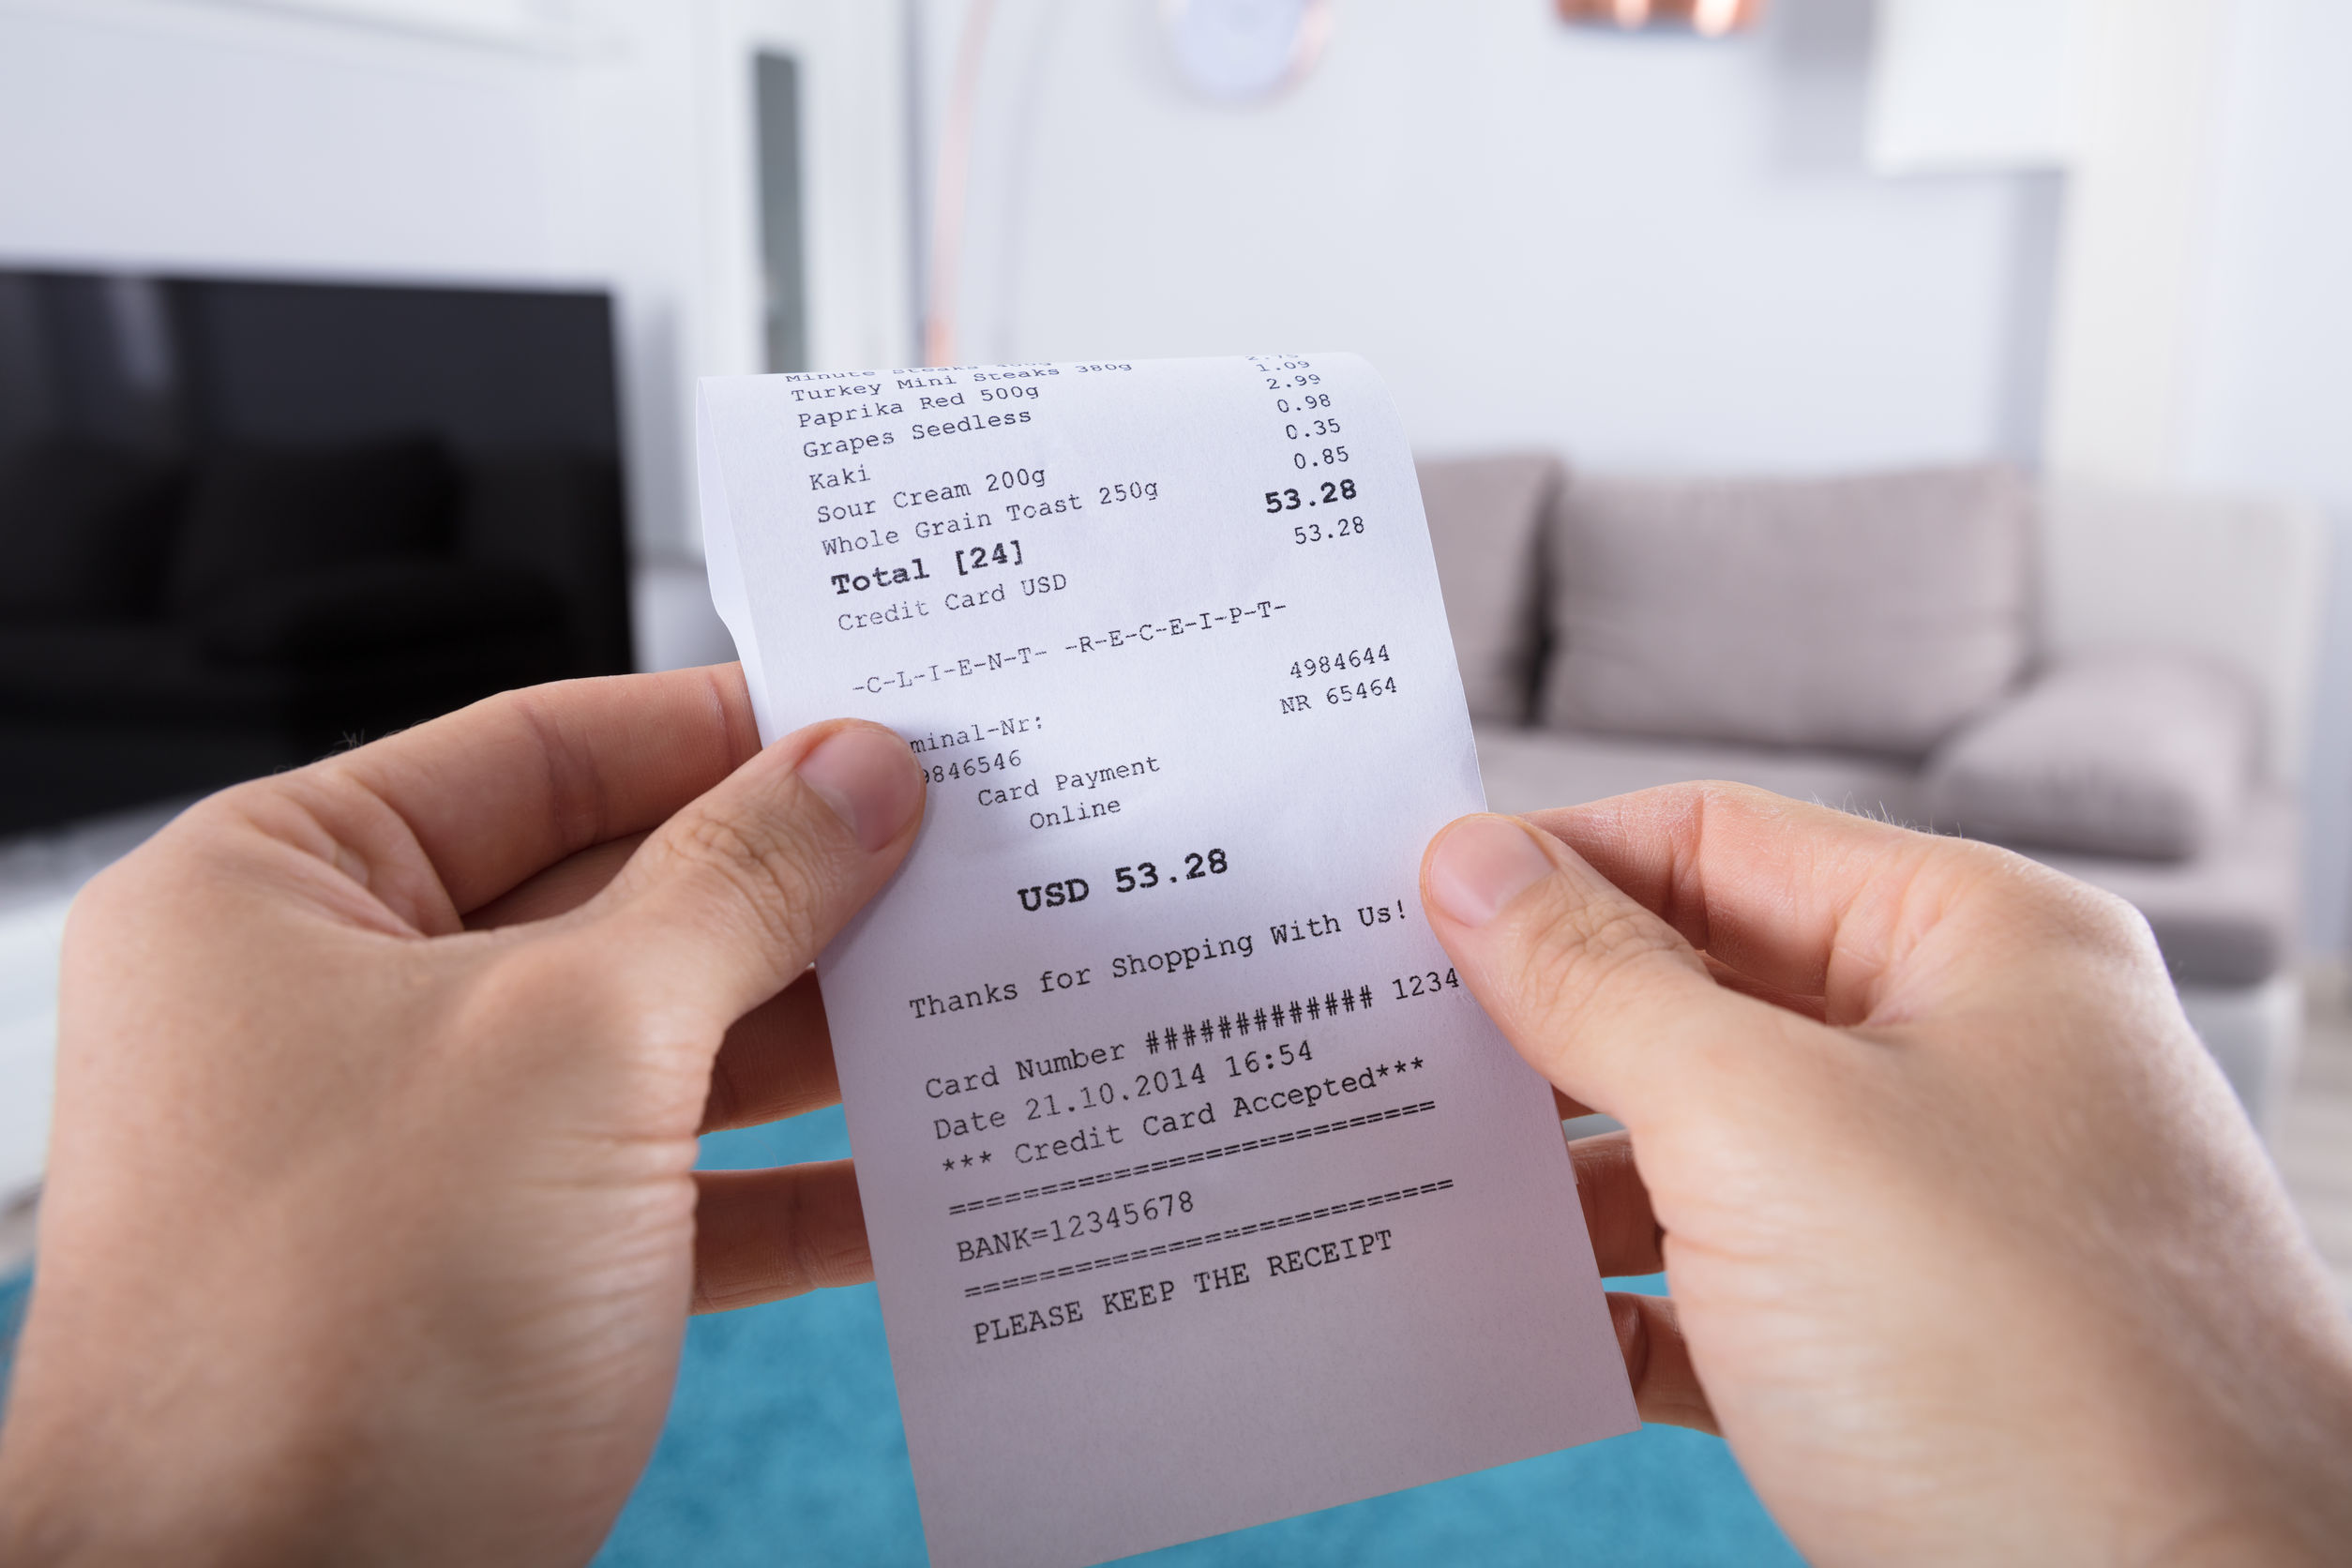 Minute Steaks
Turkey Mini Steaks 380g
Paprika Red 500g 1.09
Grapes Seedless 2.99
Kaki 0.98
Sour Cream 200g 0.35
Whole Grain Toast 250g 0.85
Total [24] 53.28
Credit Card USD 53.28
-C-L-I-E-N-T- -R-E-C-E-I-P-T-
minal-Nr: 4984644
9846546 NR 65464
Card Payment
Online
USD 53.28
Thanks for Shopping With Us!
Card Number ############# 1234
Date 21.10.2014 16:54
*** Credit Card Accepted***
==========================
BANK=12345678
==========================
PLEASE KEEP THE RECEIPT